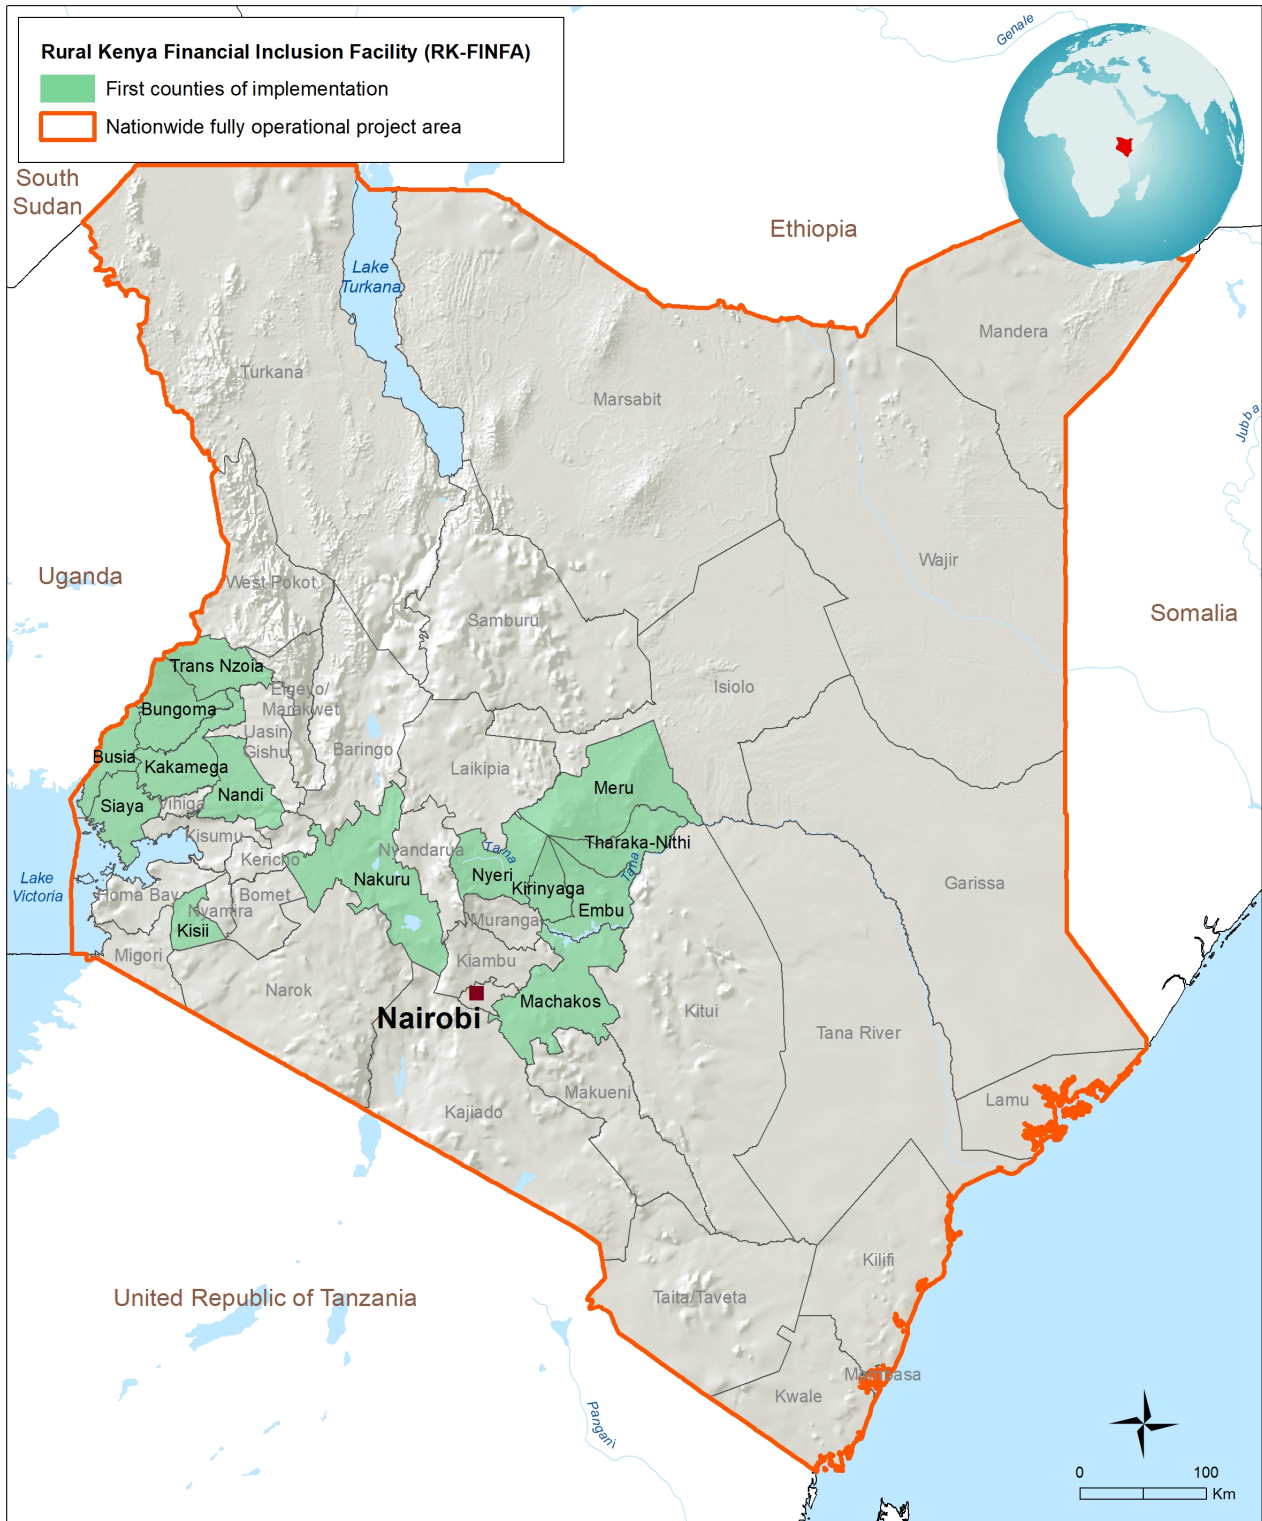 Rural Kenya Financial Inclusion Facility (RK-FINFA)
First counties of implementation
Nationwide fully operational project area
Genale
South
Sudan
Ethiopia
Lake
Turkana
Mandera
Turkana
Marsabit
Jubba
Wajir
Uganda
West Pokot
Somalia
Samburu
Trans Nzoia
Elgeyo/
Marakwet
Isiolo
Bungoma
Uasin
Gishu
Baringo
Busia
Kakamega
Laikipia
Meru
Nandi
Siaya
Vihiga
Kisumu
Tharaka-Nithi
Nyandarua
Tana
Kericho
Tana
Nakuru
Nyeri
Lake
Victoria
Garissa
Kirinyaga
Homa Bay
Bomet
Nyamira
Embu
Muranga
Kisii
Migori
Kiambu
Narok
Machakos
Nairobi
Kitui
Tana River
Makueni
Lamu
Kajiado
Kilifi
United Republic of Tanzania
Taita/Taveta
Mombasa
Kwale
Pangani
0 100
Km